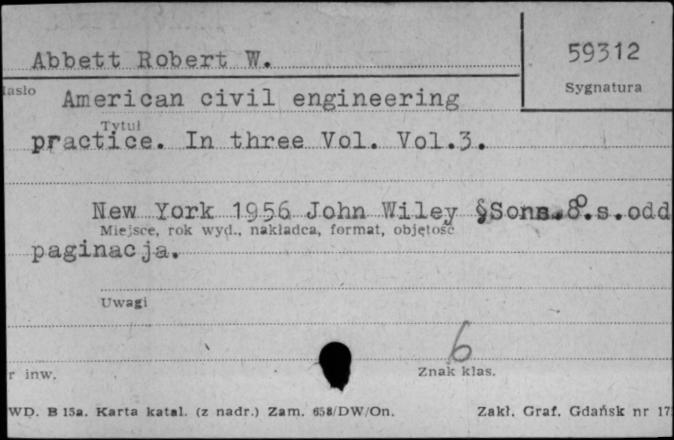 Abbett Robert W.
59312
Sygnatura
Hasło
American civil engineering
Tytuł
practice. In three Vol. Vol.3.
New York 1956 John Wiley §Sons.8°.s.odd
Miejsce, rok wyd., nakładca, format, objętość
paginacja.
Uwagi
6
r inw.
Znak klas.
WD. B 15a. Karta katal. (z nadr.) Zam. 658/DW/On.
Zakł. Graf. Gdańsk nr 17